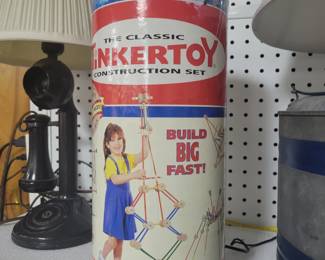 THE CLASSIC
TINKERTOY
CONSTRUCTION SET
BUILD
BIG
FAST!